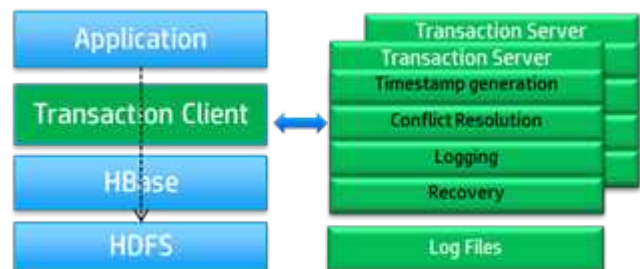 Application
Transaction Client
HBase
HDFS
Transaction Server
Transaction Server
Timestamp generation
Conflict Resolution
Logging
Recovery
Log Files